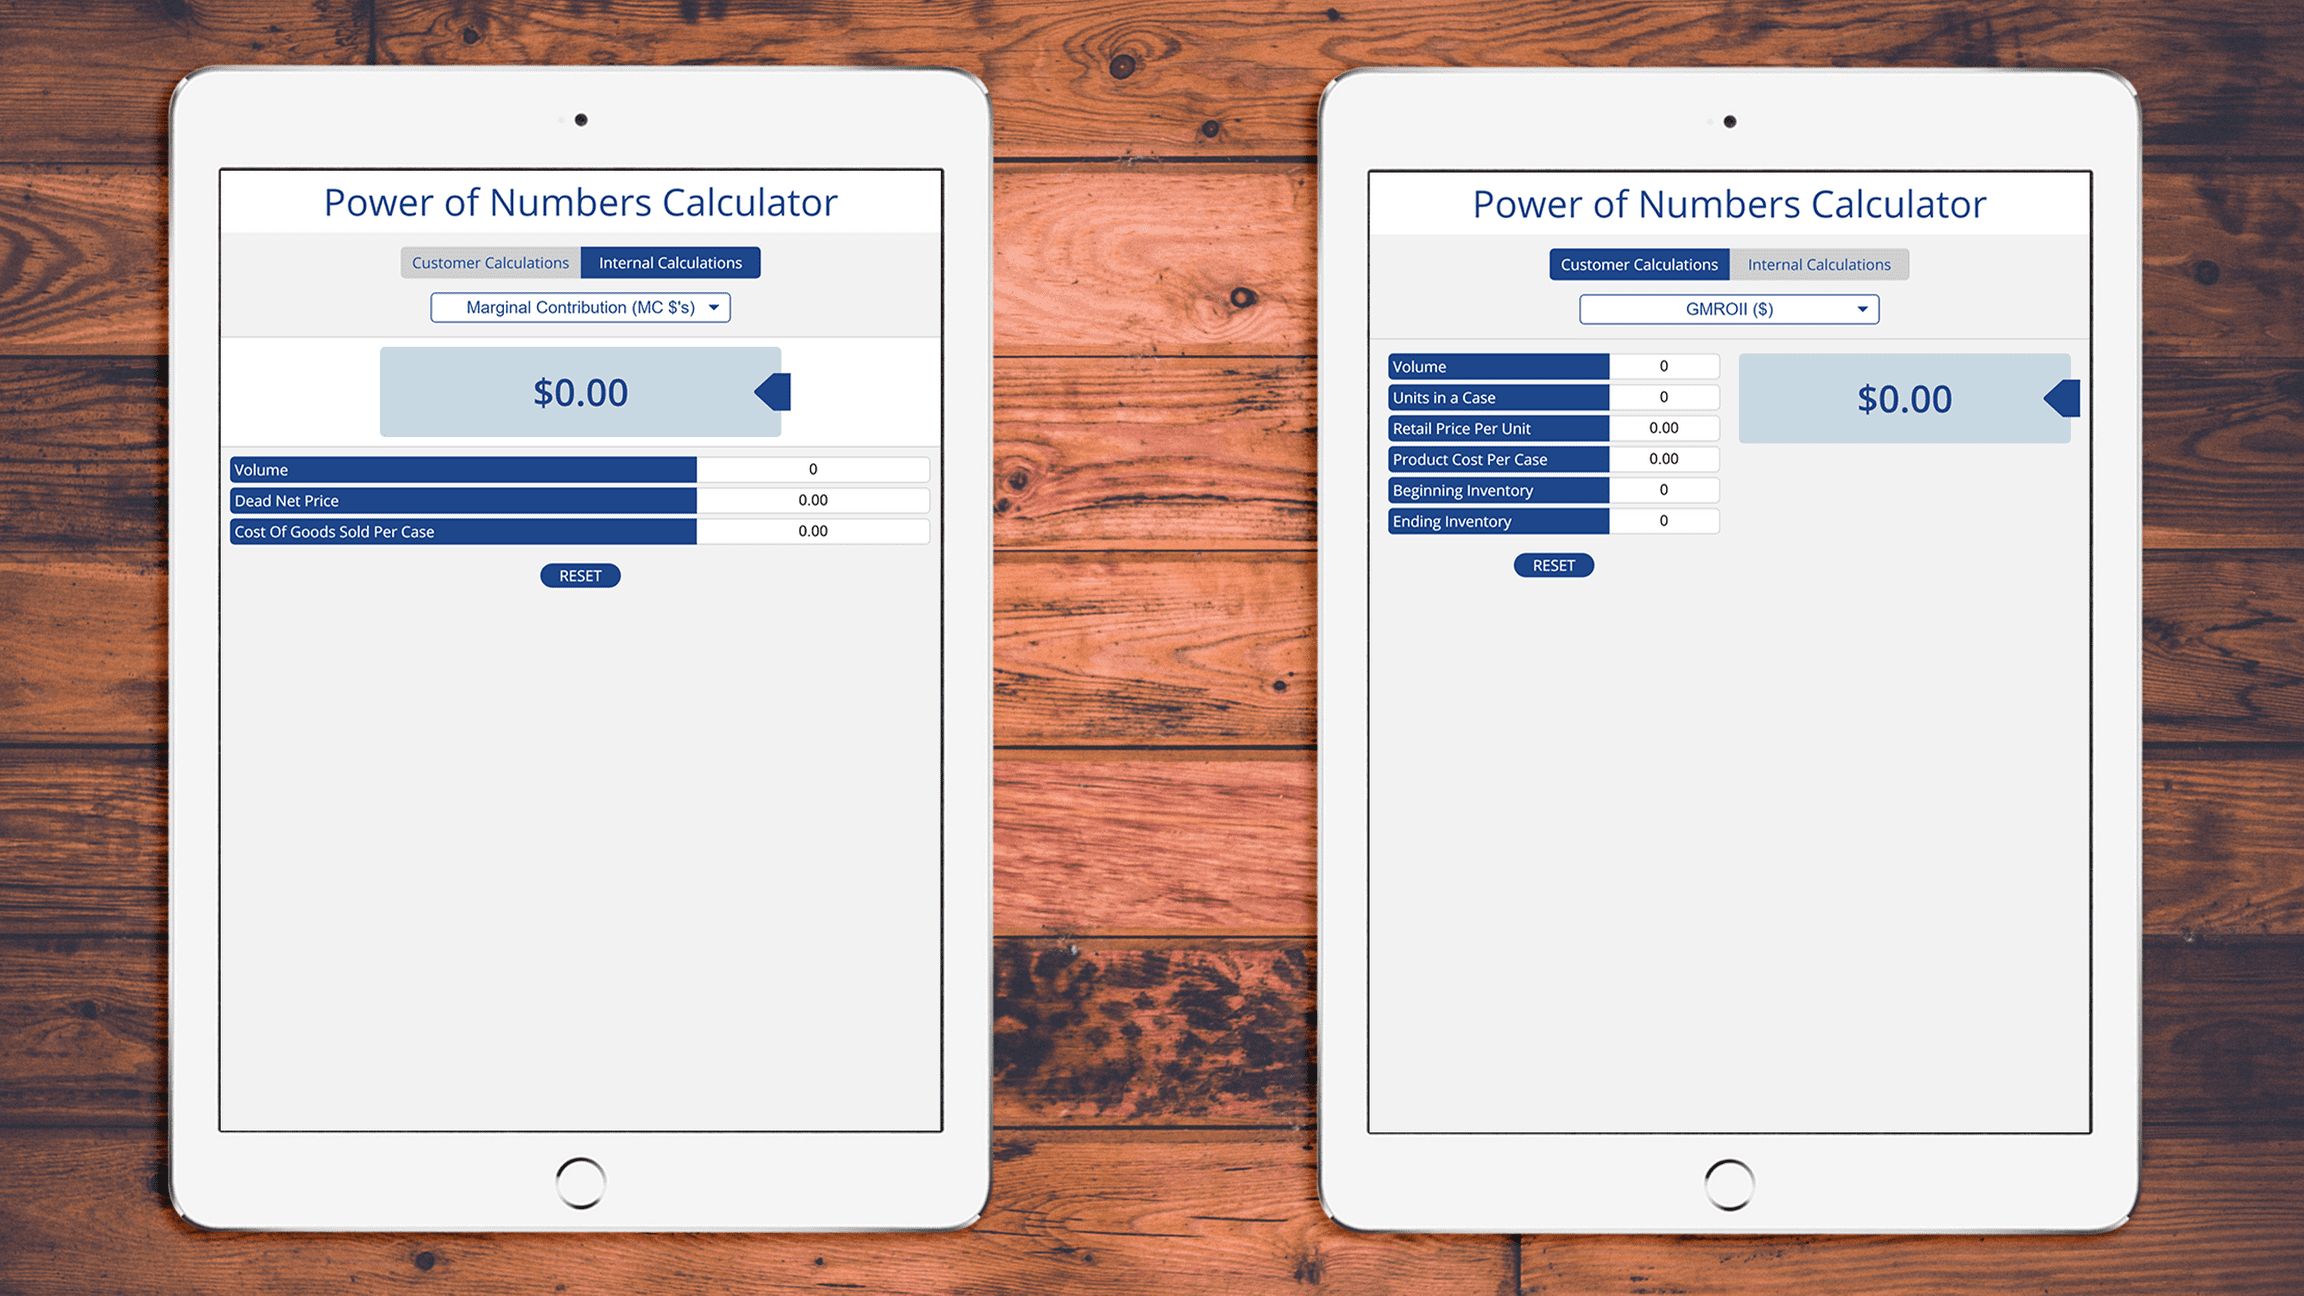 Power of Numbers Calculator
Customer Calculations Internal Calculations
Marginal Contribution (MC $'s)
$0.00
Volume 0
Dead Net Price 0.00
Cost Of Goods Sold Per Case 0.00
RESET
Power of Numbers Calculator
Customer Calculations Internal Calculations
GMROII ($)
Volume 0
Units in a Case 0
Retail Price Per Unit 0.00
Product Cost Per Case 0.00
Beginning Inventory 0
Ending Inventory 0
$0.00
RESET